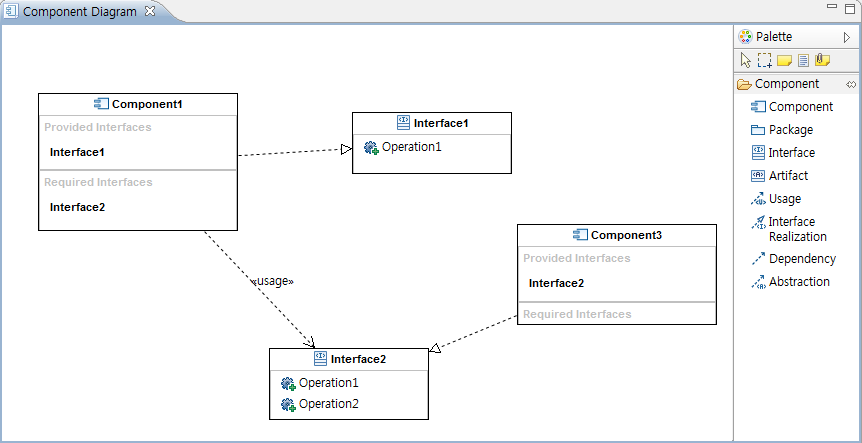 Component Diagram
Component1
Provided Interfaces
Interface1
Required Interfaces
Interface2
Interface1
Operation1
Component3
Provided Interfaces
Interface2
Required Interfaces
«usage»
Interface2
Operation1
Operation2
Palette
Component
Component
Package
Interface
Artifact
Usage
Interface
Realization
Dependency
Abstraction